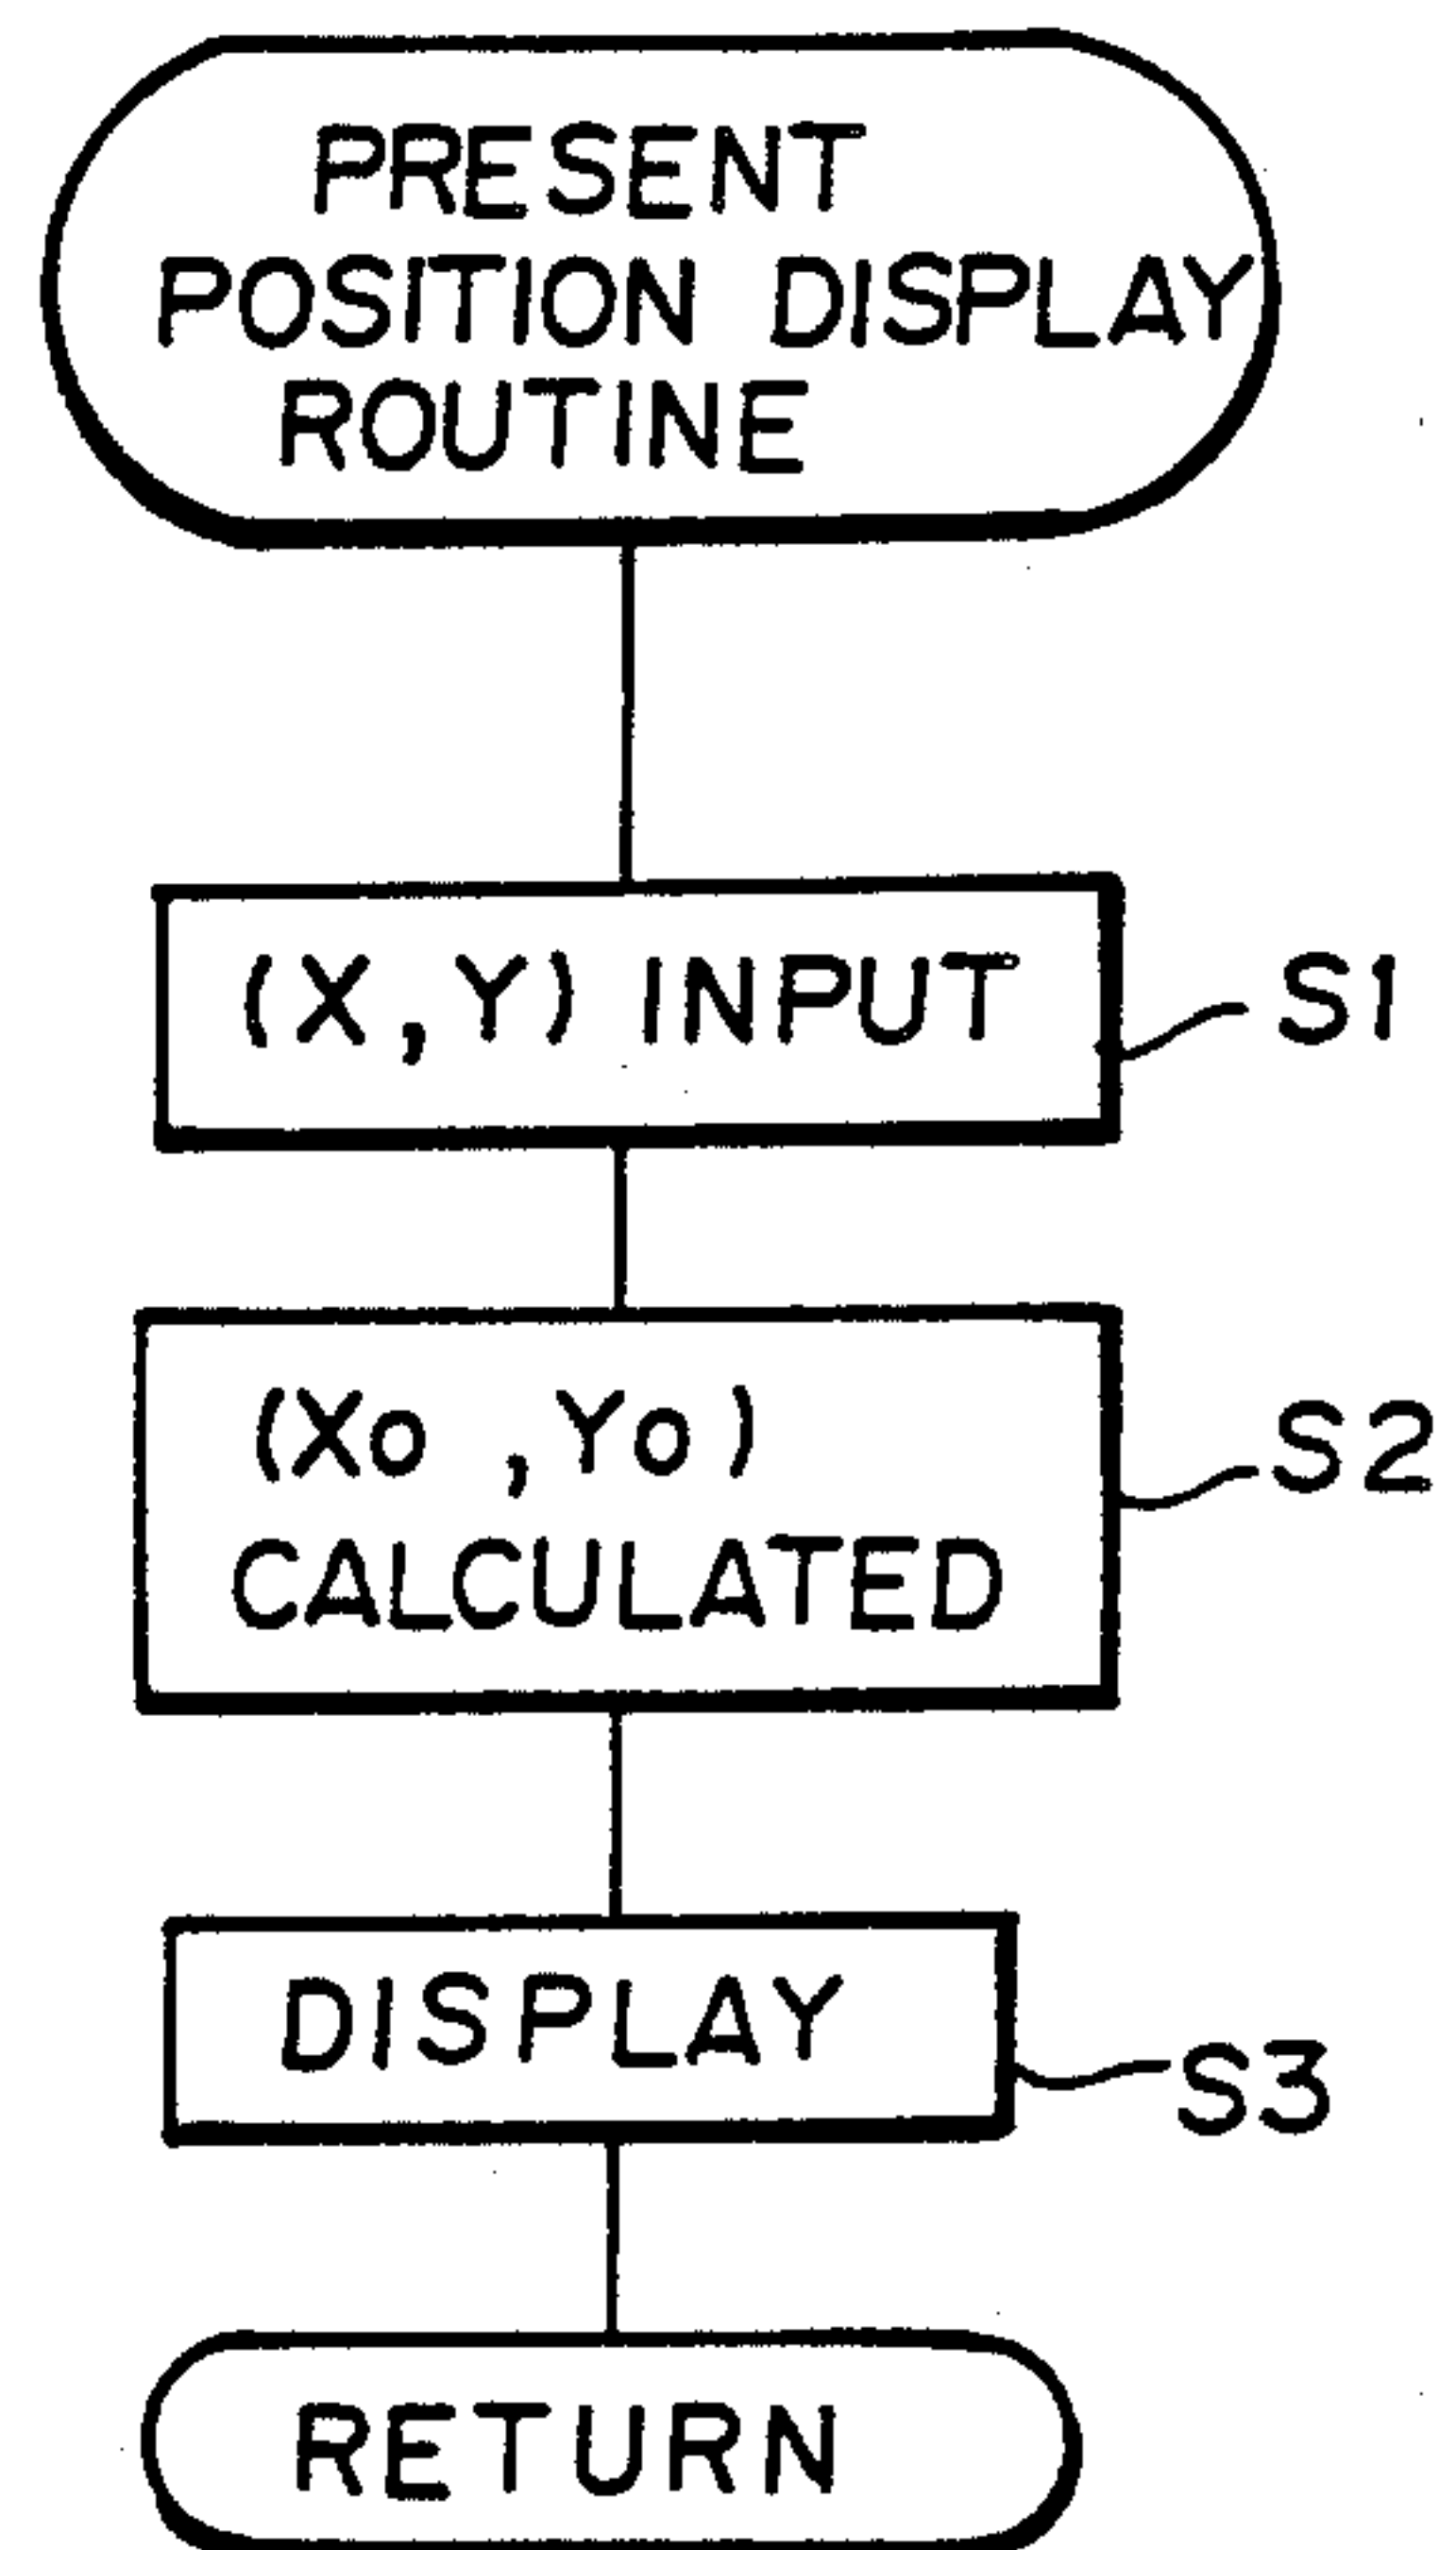 PRESENT
POSITION DISPLAY
ROUTINE
(X,Y) INPUT
S1
(Xo ,Yo)
CALCULATED
S2
DISPLAY
S3
RETURN